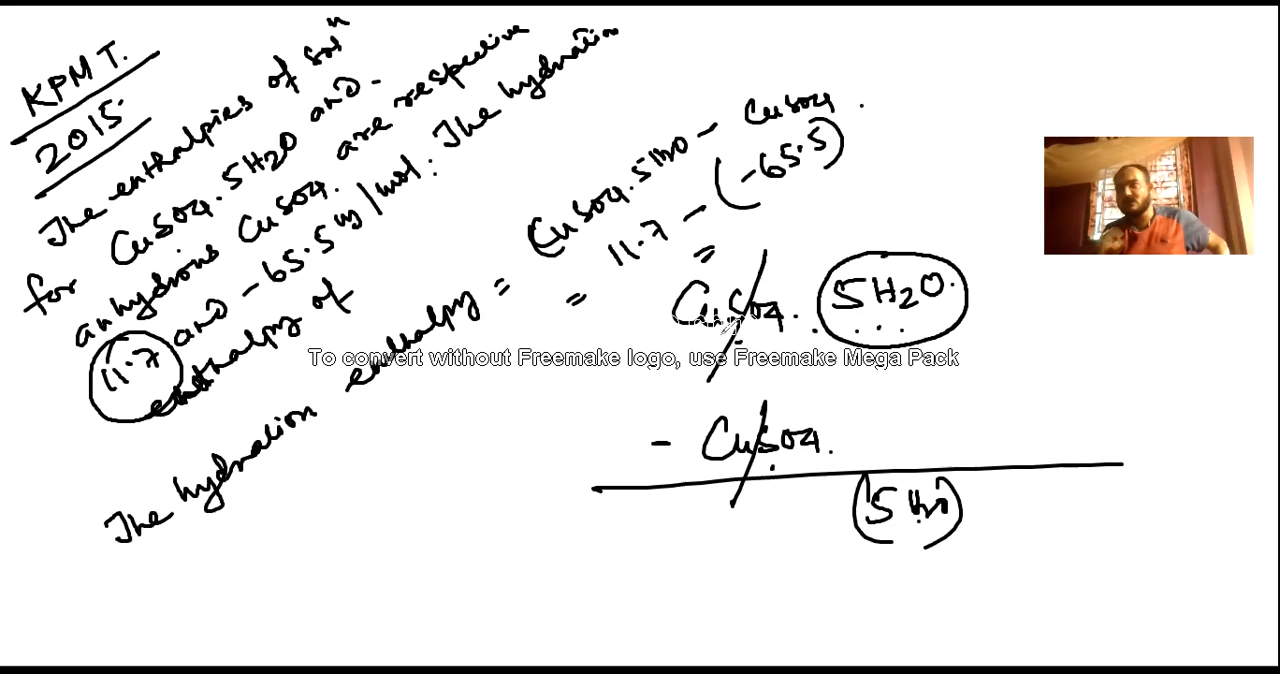 KPMT.
2015.
The enthalpies of solⁿ
for CuSO4.5H2O and-
anhydrous CuSO4. are respective
11.7 and -65.5 kJ/mol. The hydration
enthalpy of
The hydration enthalpy = CuSO4.5H2O - CuSO4.
= 11.7 - (-65.5)
=
CuSO4. 5H2O.
- CuSO4.
(5H2O)
To convert without Freemake logo, use Freemake Mega Pack